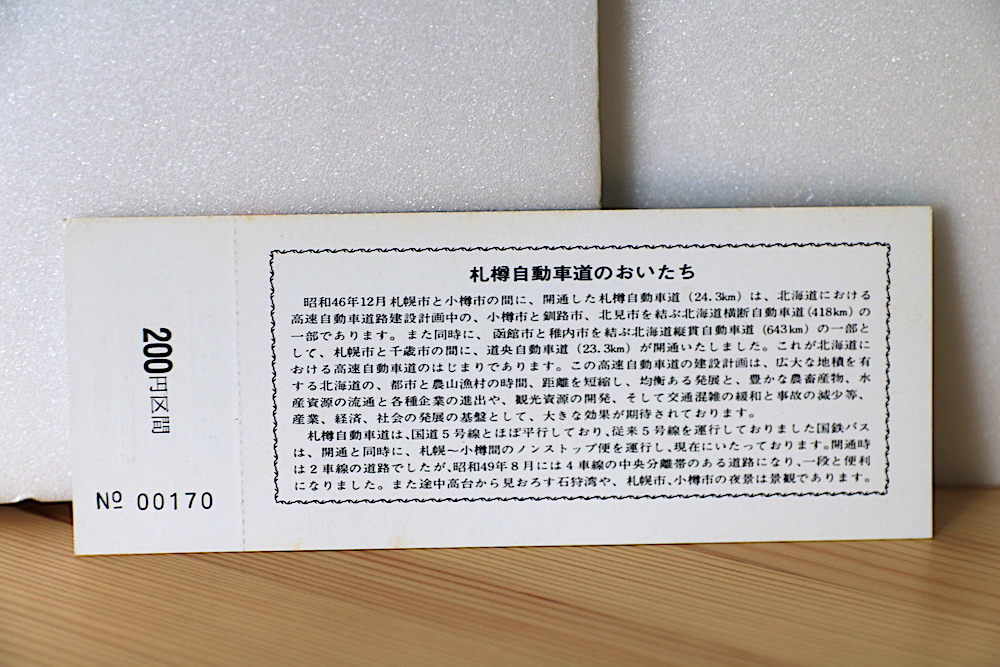 札樽自動車道のおいたち
昭和46年12月札幌市と小樽市の間に、開通した札樽自動車道（24.3km）は、北海道における
高速自動車道路建設計画中の、小樽市と釧路市、北見市を結ぶ北海道横断自動車道(418km)の
一部であります。また同時に、函館市と稚内市を結ぶ北海道縦貫自動車道（643km）の一部と
して、札幌市と千歳市の間に、道央自動車道（23.3km）が開通いたしました。これが北海道に
おける高速自動車道のはじまりであります。この高速自動車道の建設計画は、広大な地積を有
する北海道の、都市と農山漁村の時間、距離を短縮し、均衡ある発展と、豊かな農畜産物、水
産資源の流通と各種企業の進出や、観光資源の開発、そして交通混雑の緩和と事故の減少等、
産業、経済、社会の発展の基盤として、大きな効果が期待されております。
札樽自動車道は、国道５号線とほぼ平行しており、従来５号線を運行しておりました国鉄バス
は、開通と同時に、札幌～小樽間のノンストップ便を運行し、現在にいたっております。開通時
は２車線の道路でしたが、昭和49年８月には４車線の中央分離帯のある道路になり、一段と便利
になりました。また途中高台から見おろす石狩湾や、札幌市、小樽市の夜景は景観であります。
200円区間
№ 00170